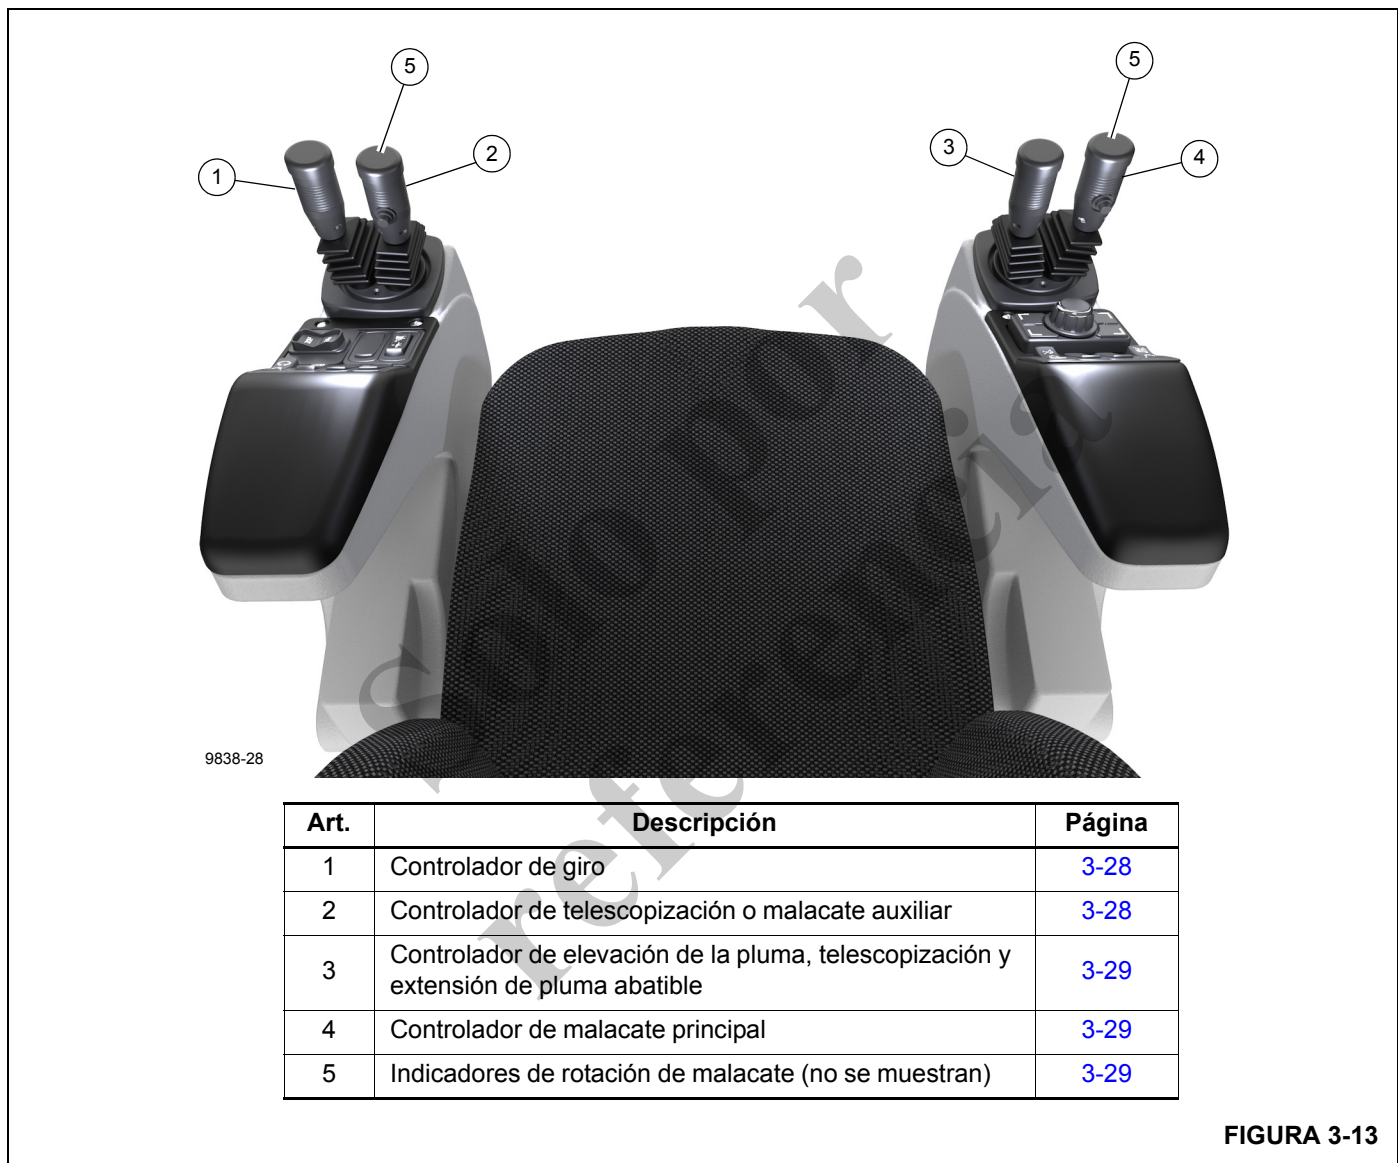 5
5
1
2
3
4
Solo por
referencia
9838-28
Art. Descripción Página
1 Controlador de giro 3-28
2 Controlador de telescopización o malacate auxiliar 3-28
3 Controlador de elevación de la pluma, telescopización y
extensión de pluma abatible 3-29
4 Controlador de malacate principal 3-29
5 Indicadores de rotación de malacate (no se muestran) 3-29
FIGURA 3-13